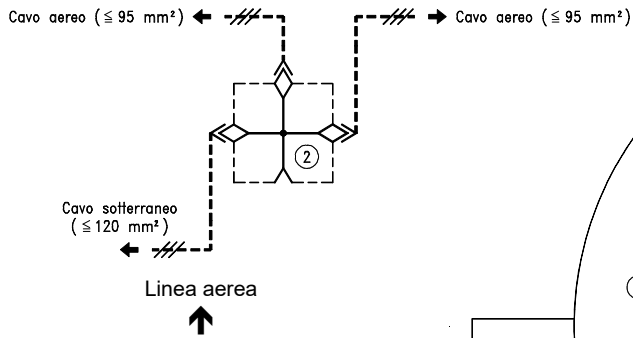 Cavo aereo (≦ 95 mm²)
Cavo aereo (≦ 95 mm²)
2
Cavo sotterraneo
(≦ 120 mm²)
Linea aerea